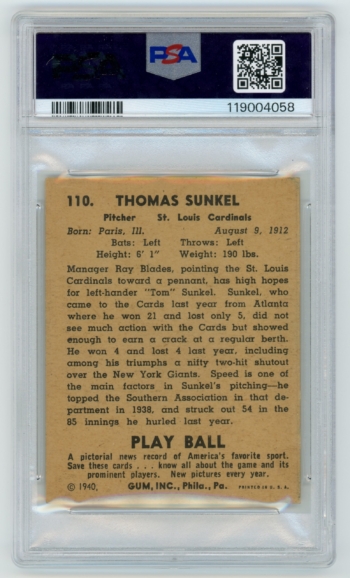 PSA
119004058
110. THOMAS SUNKEL
Pitcher St. Louis Cardinals
Born: Paris, Ill. August 9, 1912
Bats: Left Throws: Left
Height: 6' 1" Weight: 190 lbs.
Manager Ray Blades, pointing the St. Louis
Cardinals toward a pennant, has high hopes
for left-hander "Tom" Sunkel. Sunkel, who
came to the Cards last year from Atlanta
where he won 21 and lost only 5, did not
see much action with the Cards but showed
enough to earn a crack at a regular berth.
He won 4 and lost 4 last year, including
among his triumphs a nifty two-hit shutout
over the New York Giants. Speed is one of
the main factors in Sunkel's pitching—he
topped the Southern Association in that de-
partment in 1938, and struck out 54 in the
85 innings he hurled last year.
PLAY BALL
A pictorial news record of America's favorite sport.
Save these cards . . . know all about the game and its
prominent players. New pictures every year.
© 1940, GUM, INC., Phila., Pa. PRINTED IN U. S. A.